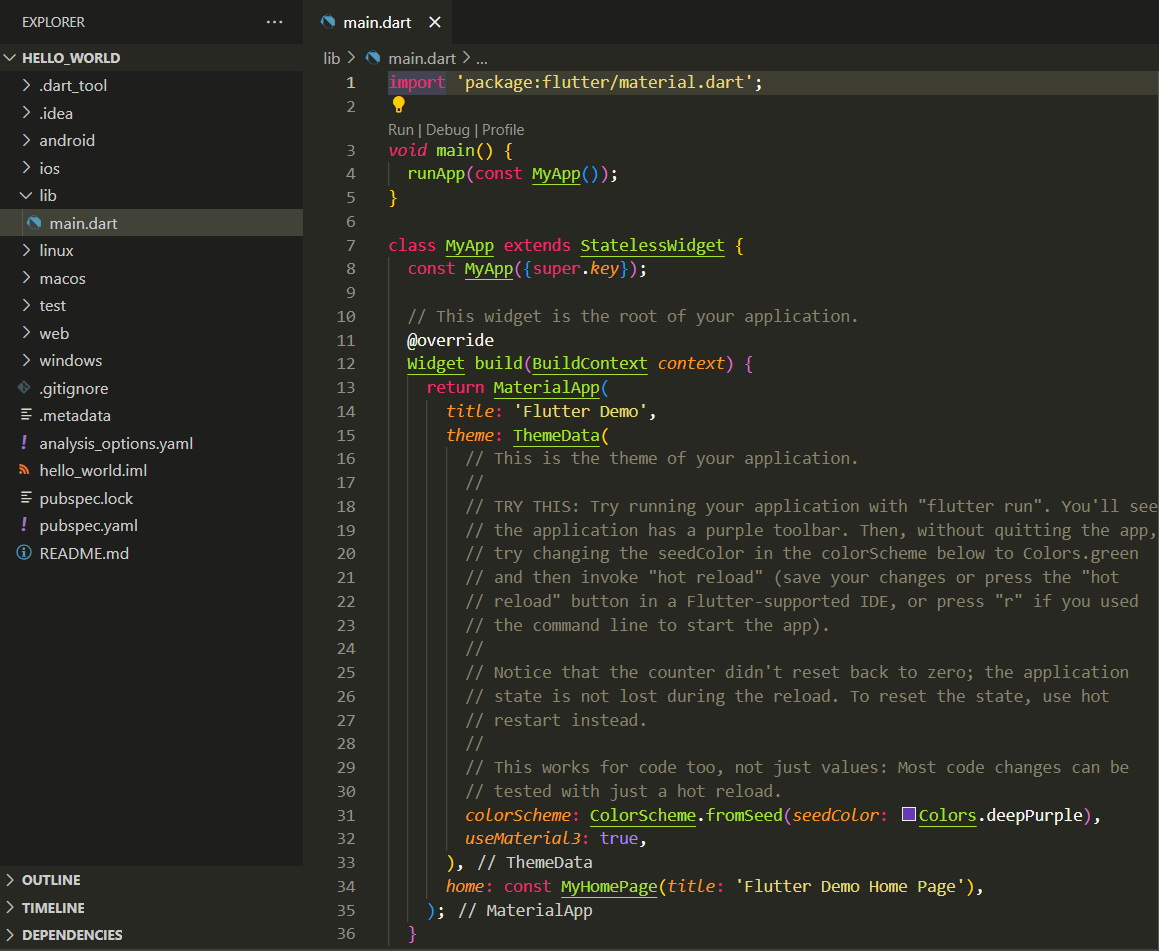 EXPLORER
HELLO_WORLD
.dart_tool
.idea
android
ios
lib
main.dart
linux
macos
test
web
windows
.gitignore
.metadata
analysis_options.yaml
hello_world.iml
pubspec.lock
pubspec.yaml
README.md
OUTLINE
TIMELINE
DEPENDENCIES
main.dart
lib > main.dart > ...
1 import 'package:flutter/material.dart';
2
Run | Debug | Profile
3 void main() {
4 runApp(const MyApp());
5 }
6
7 class MyApp extends StatelessWidget {
8 const MyApp({super.key});
9
10 // This widget is the root of your application.
11 @override
12 Widget build(BuildContext context) {
13 return MaterialApp(
14 title: 'Flutter Demo',
15 theme: ThemeData(
16 // This is the theme of your application.
17 //
18 // TRY THIS: Try running your application with "flutter run". You'll see
19 // the application has a purple toolbar. Then, without quitting the app,
20 // try changing the seedColor in the colorScheme below to Colors.green
21 // and then invoke "hot reload" (save your changes or press the "hot
22 // reload" button in a Flutter-supported IDE, or press "r" if you used
23 // the command line to start the app).
24 //
25 // Notice that the counter didn't reset back to zero; the application
26 // state is not lost during the reload. To reset the state, use hot
27 // restart instead.
28 //
29 // This works for code too, not just values: Most code changes can be
30 // tested with just a hot reload.
31 colorScheme: ColorScheme.fromSeed(seedColor: Colors.deepPurple),
32 useMaterial3: true,
33 ), // ThemeData
34 home: const MyHomePage(title: 'Flutter Demo Home Page'),
35 ); // MaterialApp
36 }